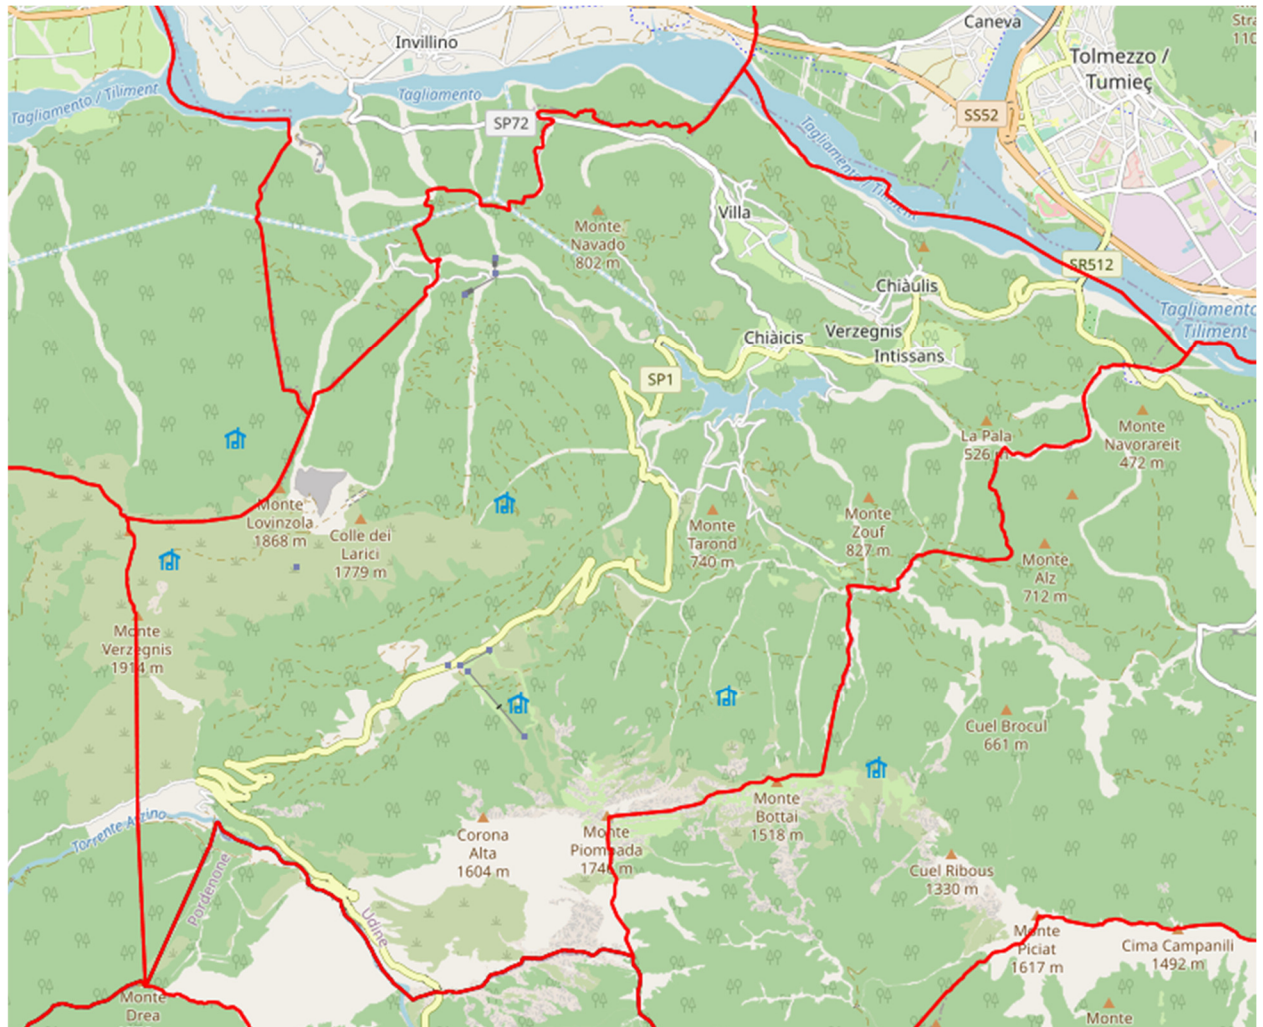 Caneva
Stra
110
Invillino
Tolmezzo /
Tumieç
Tagliamento / Tiliment
Tagliamento
SS52
SP72
Tagliamento / Tiliment
Villa
Monte
Navado
802 m
SR512
Chiàulis
Tagliamento
Tiliment
Verzegnis
Chiàicis
Intissans
SP1
La Pala
526 m
Monte
Navorareit
472 m
Monte
Lovinzola
1868 m
Colle dei
Larici
1779 m
Monte
Tarond
740 m
Monte
Zouf
827 m
Monte
Alz
712 m
Monte
Verzegnis
1914 m
Cuel Brocul
661 m
Torrente Arzino
Corona
Alta
1604 m
Monte
Piombada
174
m
Monte
Bottai
1518 m
Cuel Ribous
1330 m
Pordenone
Udine
Monte
Piciat
1617 m
Cima Campanili
1492 m
Monte
Drea
Monte